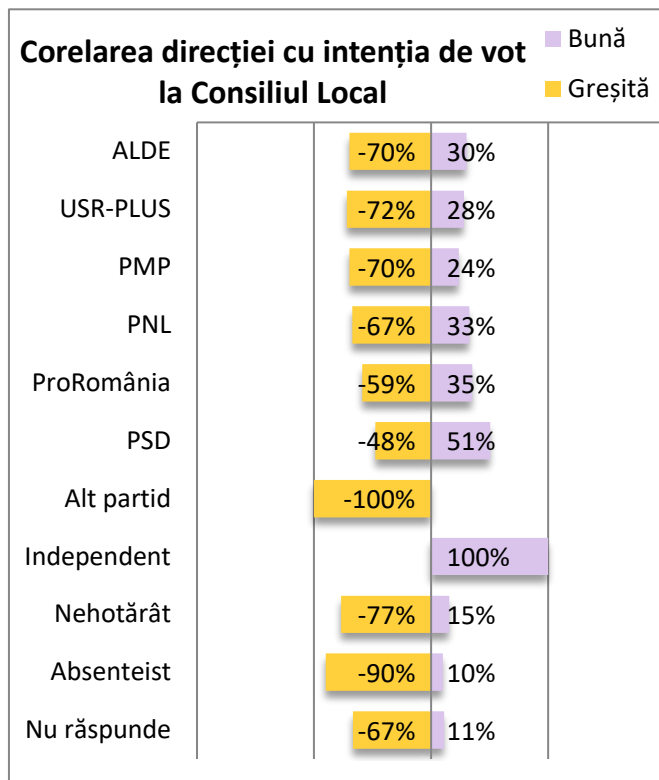 Corelarea direcției cu intenția de vot
la Consiliul Local
Bună
Greșită
ALDE -70% 30%
USR-PLUS -72% 28%
PMP -70% 24%
PNL -67% 33%
ProRomânia -59% 35%
PSD -48% 51%
Alt partid -100%
Independent 100%
Nehotărât -77% 15%
Absenteist -90% 10%
Nu răspunde -67% 11%